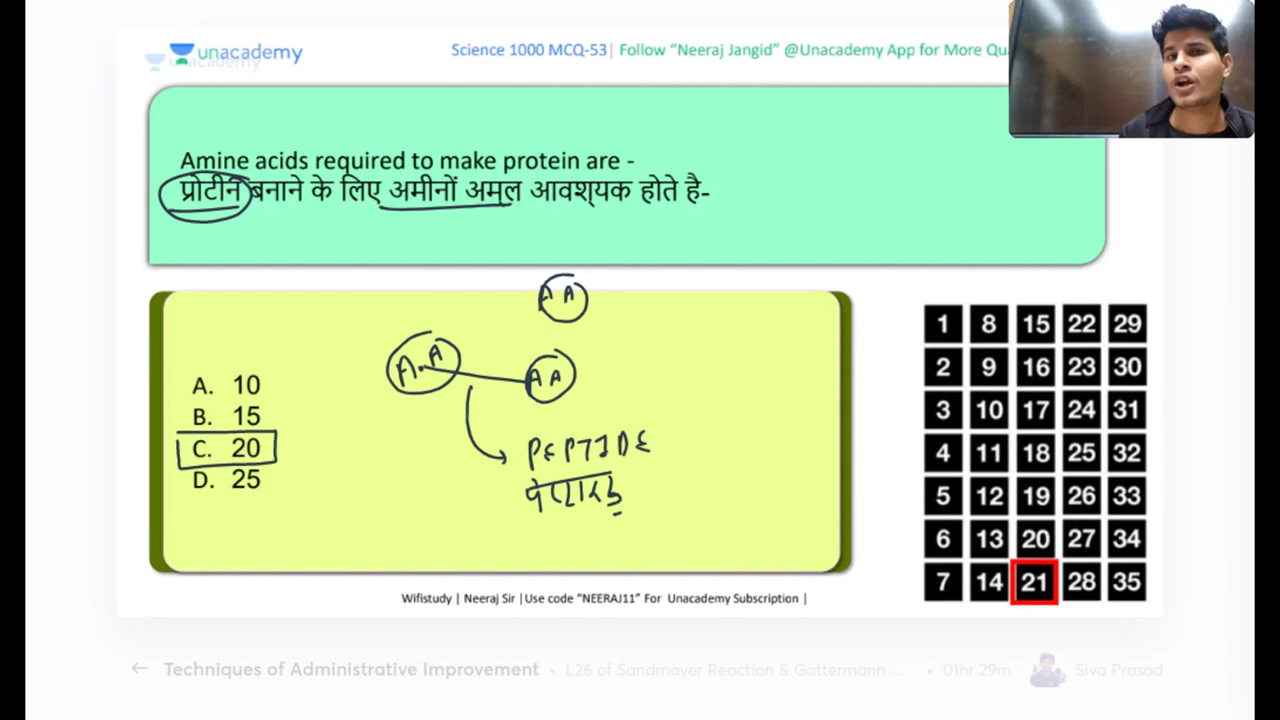 unacademy
Science 1000 MCQ-53| Follow “Neeraj Jangid” @Unacademy App for More Qu
Amine acids required to make protein are -
प्रोटीन बनाने के लिए अमीनों अम्ल आवश्यक होते है-
A A
A.A
A A
PEPTIDE
A. 10
B. 15
C. 20
D. 25
1 8 15 22 29
2 9 16 23 30
3 10 17 24 31
4 11 18 25 32
5 12 19 26 33
6 13 20 27 34
7 14 21 28 35
Wifistudy | Neeraj Sir |Use code “NEERAJ11” For Unacademy Subscription |
← Techniques of Administrative Improvement • L26 of Sandmayer Reaction & Gattermann ... • 01hr 29m Siva Prasad